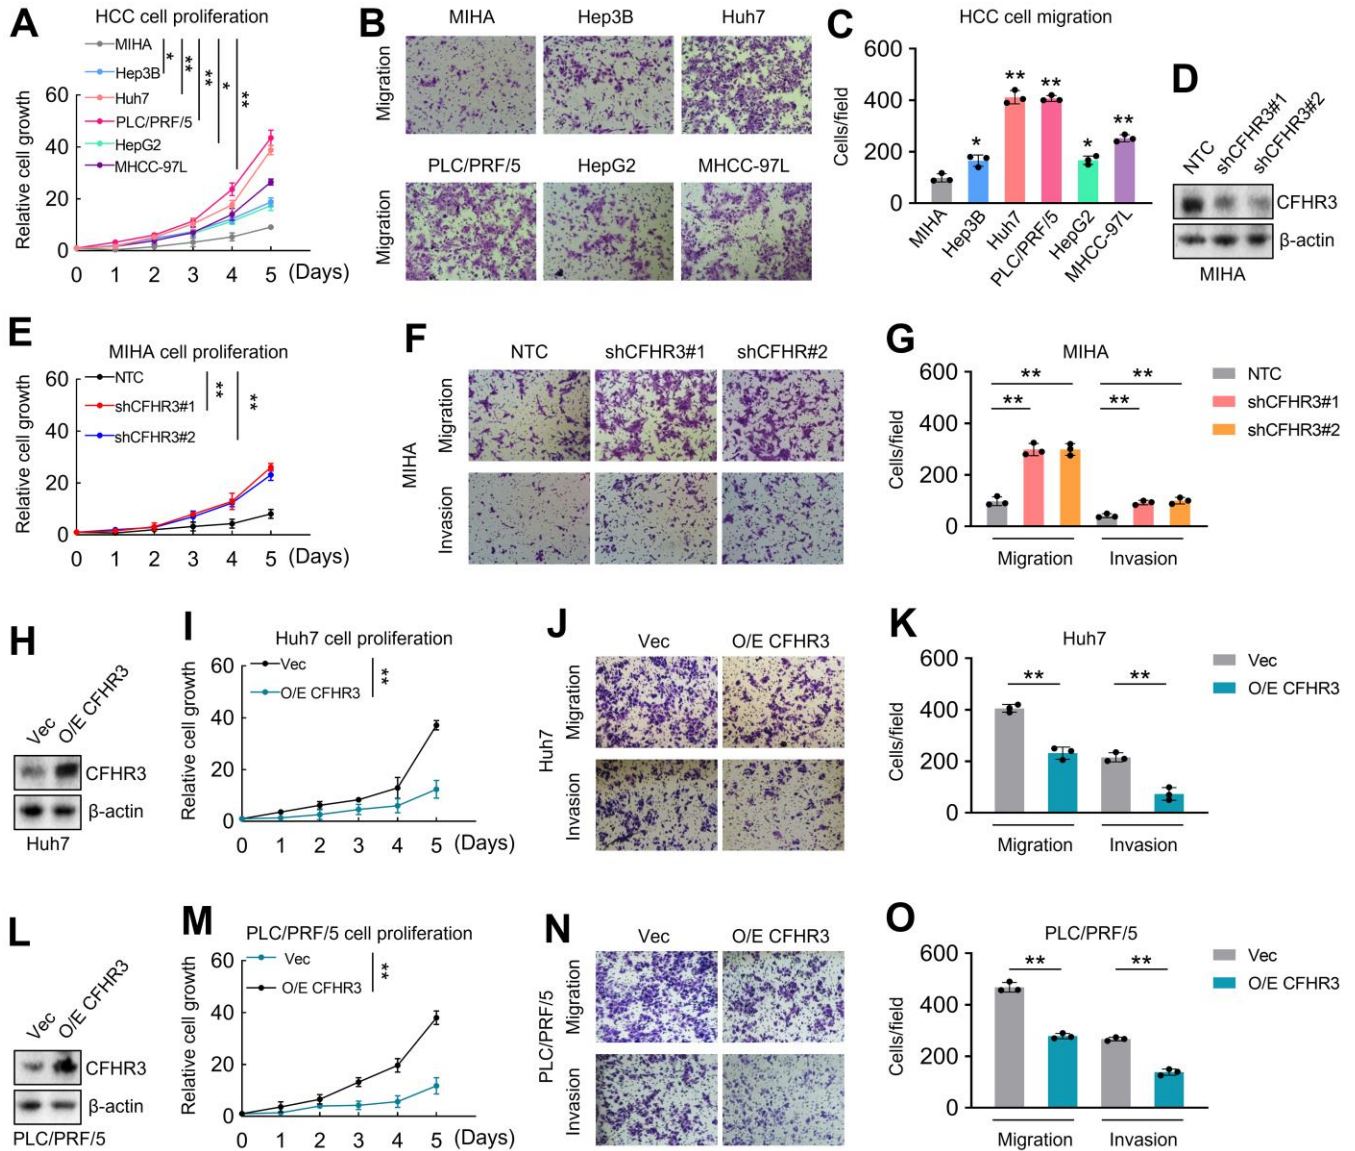 A
HCC cell proliferation
MIHA
Hep3B
Huh7
PLC/PRF/5
HepG2
MHCC-97L
*
**
**
*
**
Relative cell growth
60
40
20
0
0 1 2 3 4 5 (Days)
B
MIHA Hep3B Huh7
Migration
PLC/PRF/5 HepG2 MHCC-97L
Migration
C
HCC cell migration
Cells/field
600
400
200
0
* ** ** * **
MIHA Hep3B Huh7 PLC/PRF/5 HepG2 MHCC-97L
D
NTC shCFHR3#1 shCFHR3#2
CFHR3
β-actin
MIHA
E
MIHA cell proliferation
NTC
shCFHR3#1
shCFHR3#2
** **
Relative cell growth
60
40
20
0
0 1 2 3 4 5 (Days)
F
NTC shCFHR3#1 shCFHR#2
MIHA
Migration
Invasion
G
MIHA
Cells/field
600
400
200
0
** **
** **
Migration Invasion
NTC
shCFHR3#1
shCFHR3#2
H
Vec O/E CFHR3
CFHR3
β-actin
Huh7
I
Huh7 cell proliferation
Vec
O/E CFHR3
**
Relative cell growth
60
40
20
0
0 1 2 3 4 5 (Days)
J
Vec O/E CFHR3
Huh7
Migration
Invasion
K
Huh7
Cells/field
600
400
200
0
** **
Migration Invasion
Vec
O/E CFHR3
L
Vec O/E CFHR3
CFHR3
β-actin
PLC/PRF/5
M
PLC/PRF/5 cell proliferation
Vec
O/E CFHR3
**
Relative cell growth
60
40
20
0
0 1 2 3 4 5 (Days)
N
Vec O/E CFHR3
PLC/PRF/5
Migration
Invasion
O
PLC/PRF/5
Cells/field
600
400
200
0
** **
Migration Invasion
Vec
O/E CFHR3